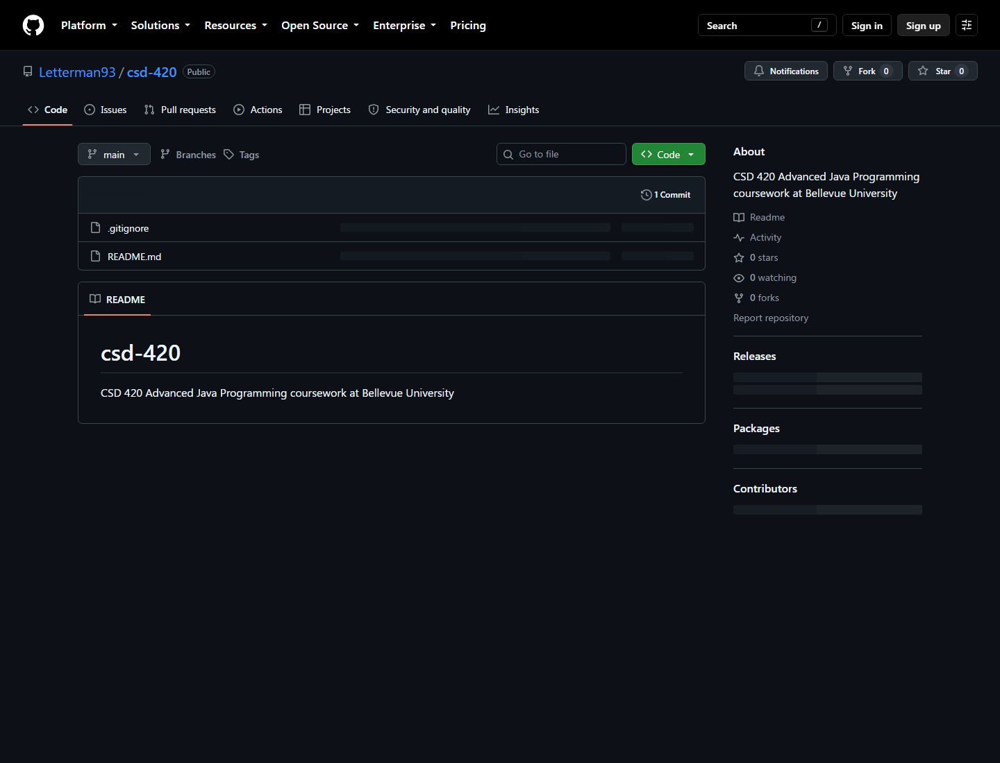 Platform Solutions Resources Open Source Enterprise Pricing Search / Sign in Sign up
Letterman93 / csd-420 Public Notifications Fork 0 Star 0
Code Issues Pull requests Actions Projects Security and quality Insights
main Branches Tags Go to file Code
1 Commit
.gitignore
README.md
README
csd-420
CSD 420 Advanced Java Programming coursework at Bellevue University
About
CSD 420 Advanced Java Programming
coursework at Bellevue University
Readme
Activity
0 stars
0 watching
0 forks
Report repository
Releases
Packages
Contributors